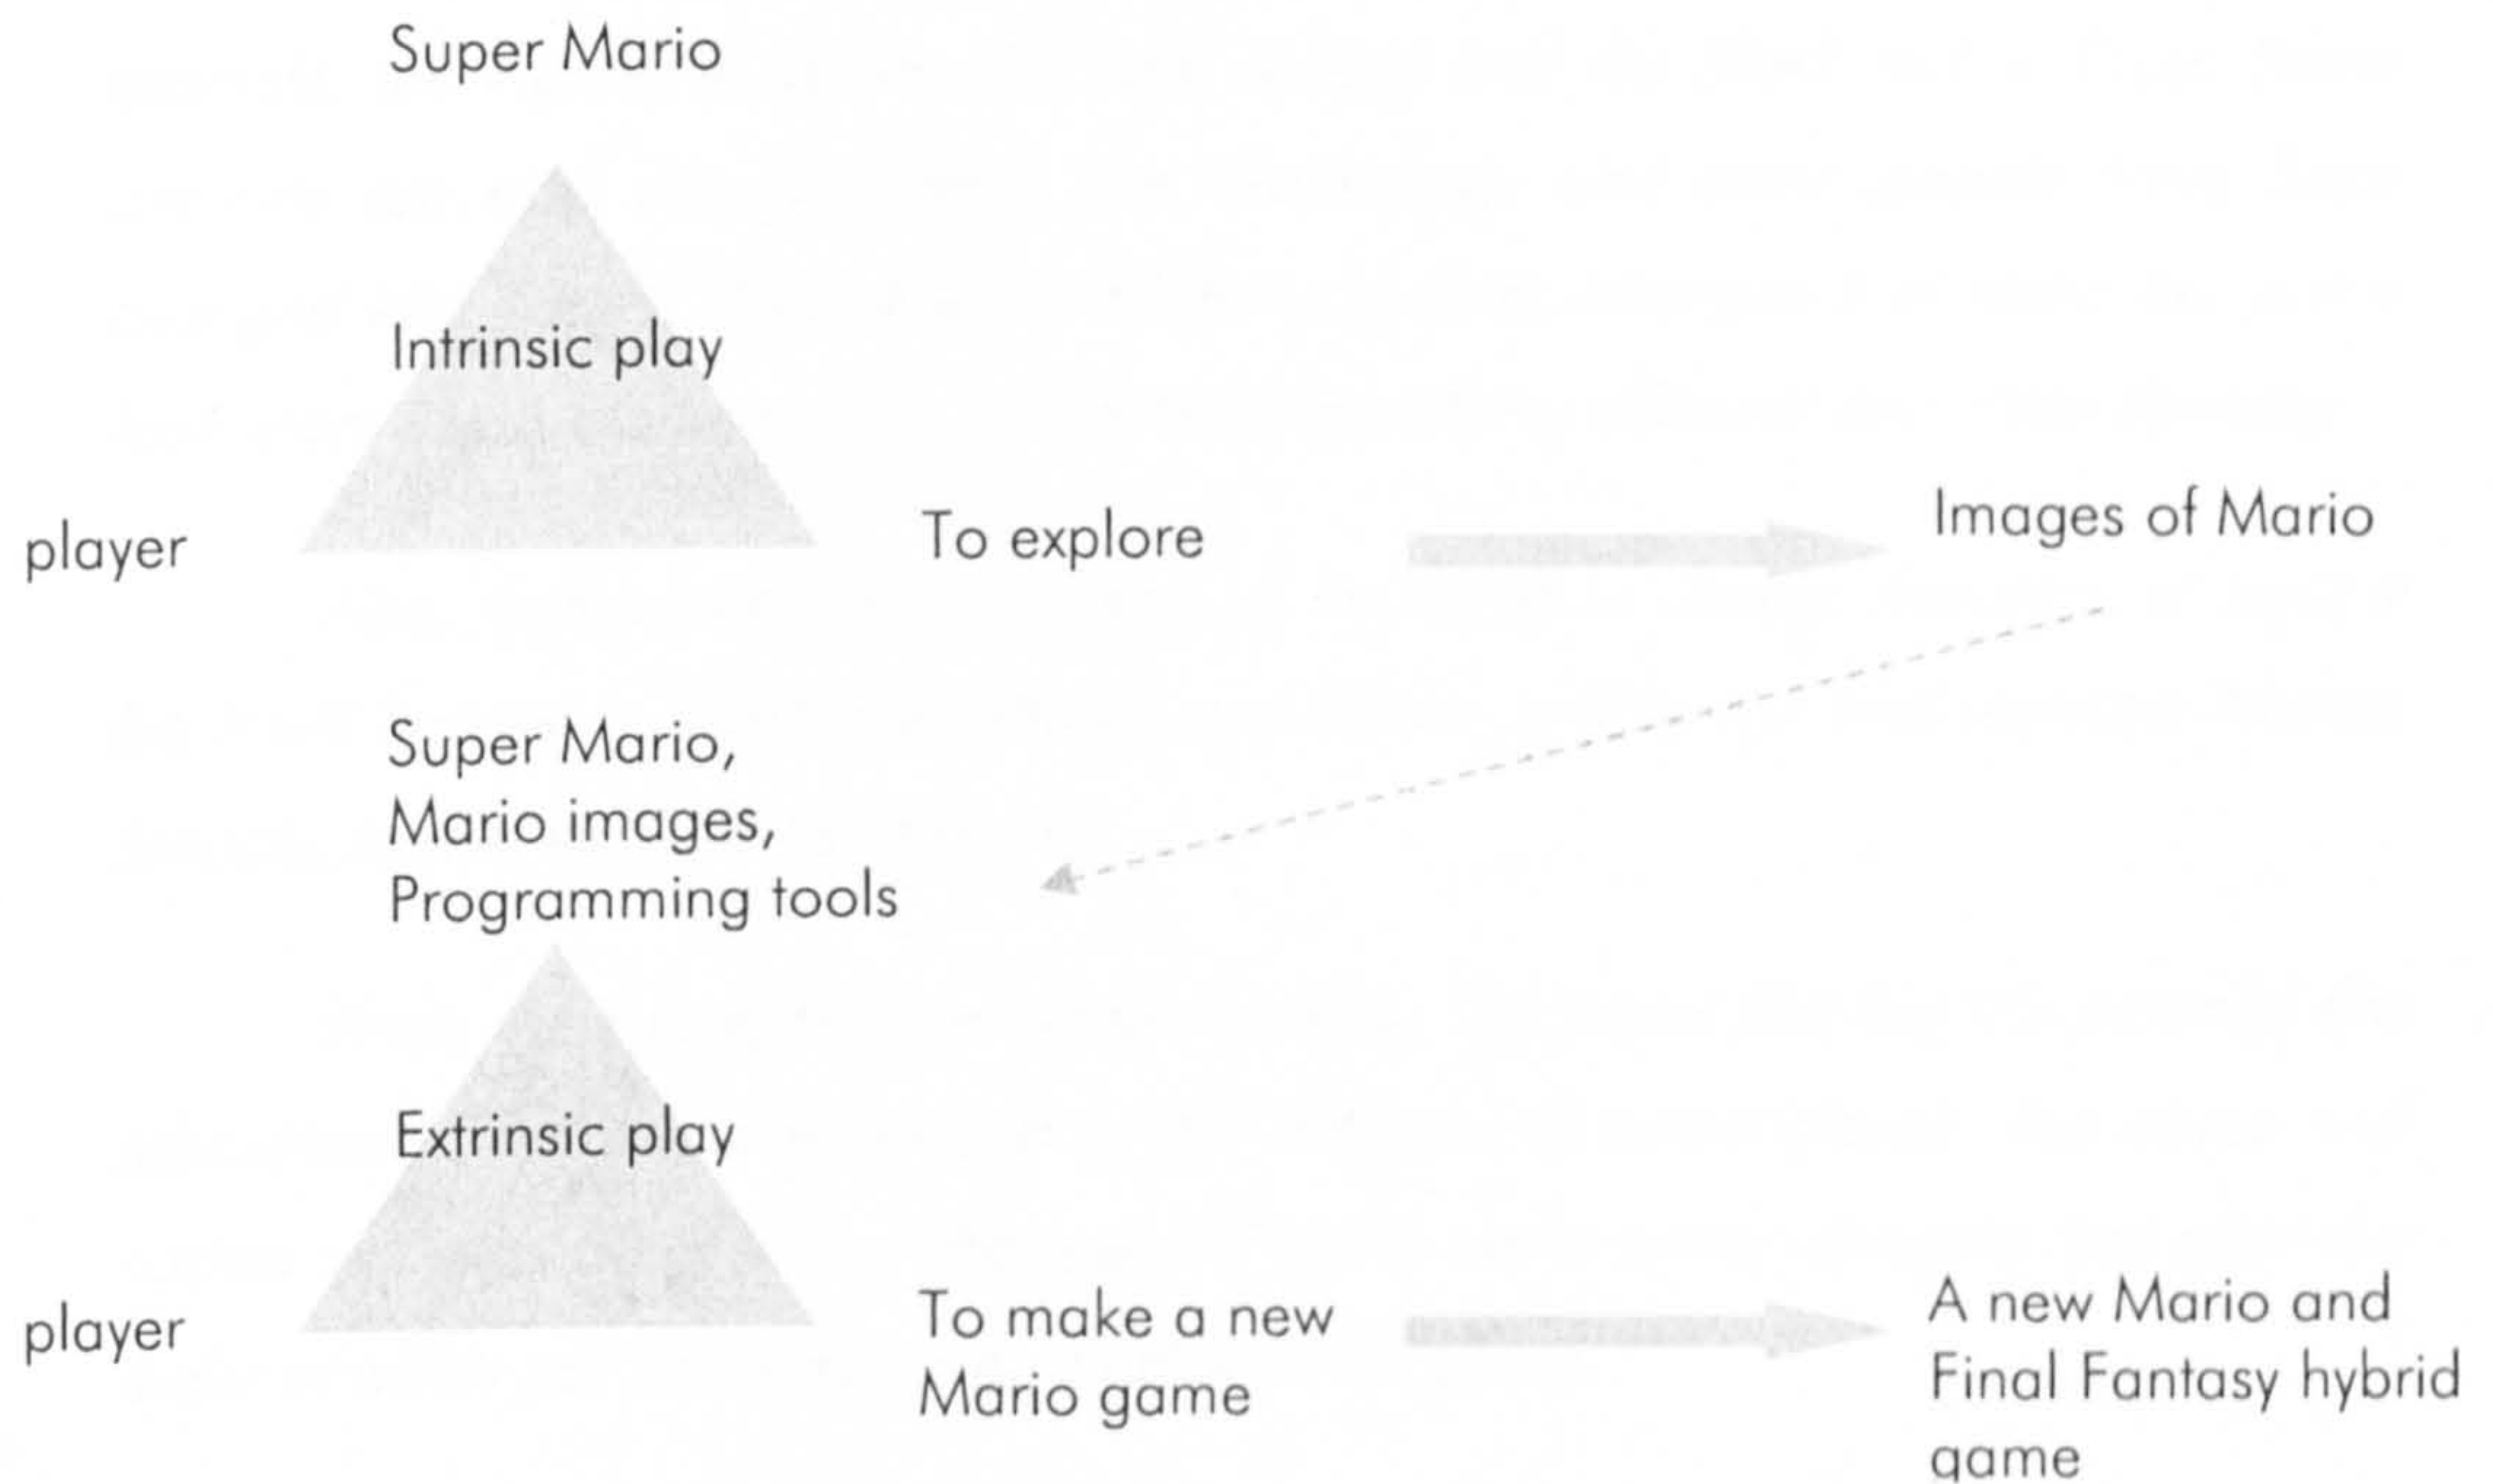 Super Mario
Intrinsic play
player
To explore
Images of Mario
Super Mario,
Mario images,
Programming tools
Extrinsic play
player
To make a new
Mario game
A new Mario and
Final Fantasy hybrid
game